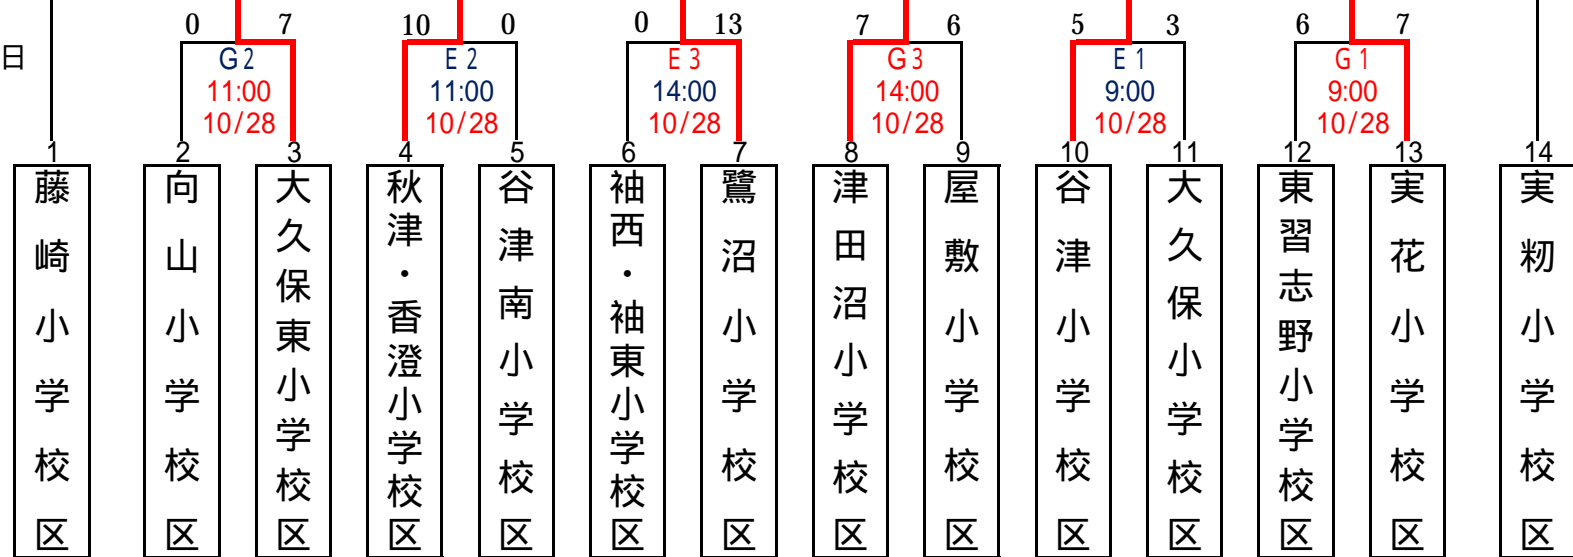 0 7 10 0 0 13 7 6 5 3 6 7
日
G2 E2 E3 G3 E1 G1
11:00 11:00 14:00 14:00 9:00 9:00
10/28 10/28 10/28 10/28 10/28 10/28
1 2 3 4 5 6 7 8 9 10 11 12 13 14
藤崎小学校区
向山小学校区
大久保東小学校区
秋津・香澄小学校区
谷津南小学校区
袖西・袖東小学校区
鷺沼小学校区
津田沼小学校区
屋敷小学校区
谷津小学校区
大久保小学校区
東習志野小学校区
実花小学校区
実籾小学校区